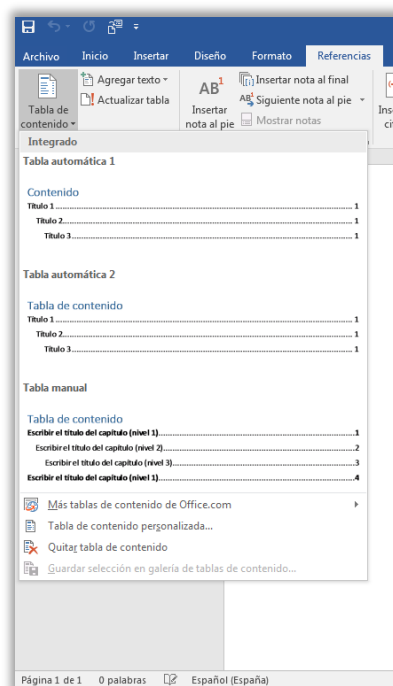 Archivo Inicio Insertar Diseño Formato Referencias
Tabla de contenido
Agregar texto
Actualizar tabla
AB¹
Insertar nota al pie
Insertar nota al final
AB¹ Siguiente nota al pie
Mostrar notas
Integrado
Tabla automática 1
Contenido
Título 1 1
Título 2 1
Título 3 1
Tabla automática 2
Tabla de contenido
Título 1 1
Título 2 1
Título 3 1
Tabla manual
Tabla de contenido
Escribir el título del capítulo (nivel 1) 1
Escribir el título del capítulo (nivel 2) 2
Escribir el título del capítulo (nivel 3) 3
Escribir el título del capítulo (nivel 1) 4
Más tablas de contenido de Office.com
Tabla de contenido personalizada...
Quitar tabla de contenido
Guardar selección en galería de tablas de contenido...
Página 1 de 1 0 palabras Español (España)